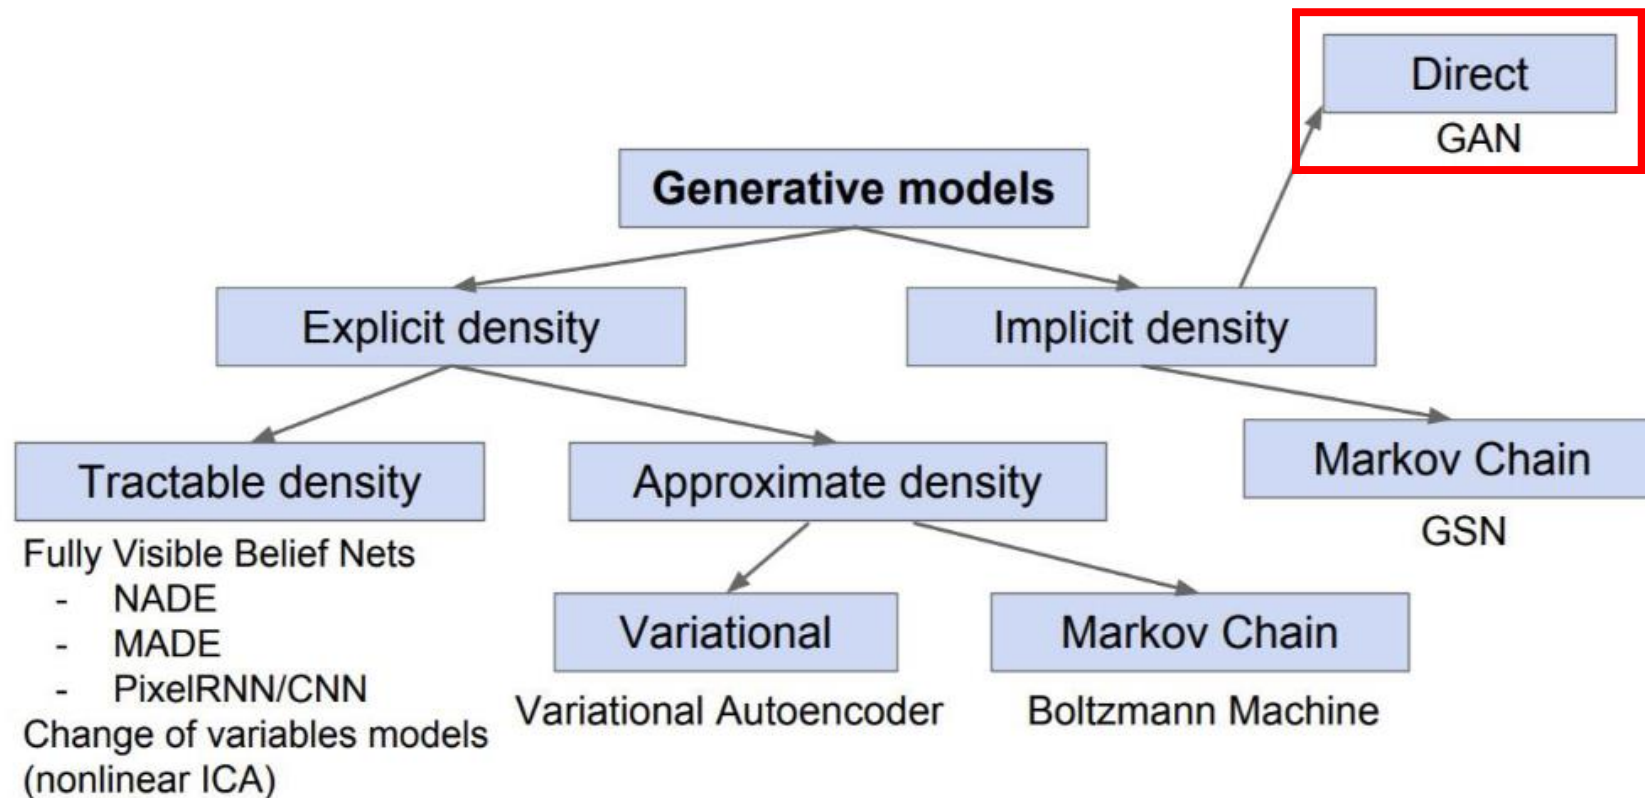 Direct
GAN
Generative models
Explicit density
Implicit density
Tractable density
Approximate density
Markov Chain
GSN
Fully Visible Belief Nets
- NADE
- MADE
- PixelRNN/CNN
Change of variables models
(nonlinear ICA)
Variational
Markov Chain
Variational Autoencoder
Boltzmann Machine